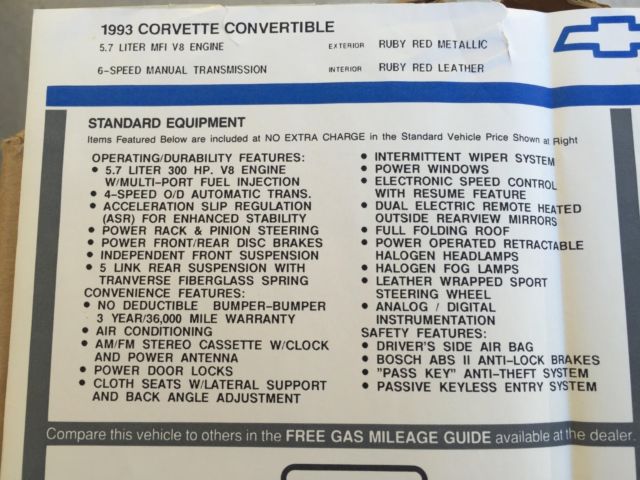 1993 CORVETTE CONVERTIBLE
5.7 LITER MFI V8 ENGINE EXTERIOR RUBY RED METALLIC
6-SPEED MANUAL TRANSMISSION INTERIOR RUBY RED LEATHER
STANDARD EQUIPMENT
Items Featured Below are included at NO EXTRA CHARGE in the Standard Vehicle Price Shown at Right
OPERATING/DURABILITY FEATURES:
• 5.7 LITER 300 HP. V8 ENGINE
W/MULTI-PORT FUEL INJECTION
• 4-SPEED O/D AUTOMATIC TRANS.
• ACCELERATION SLIP REGULATION
(ASR) FOR ENHANCED STABILITY
• POWER RACK & PINION STEERING
• POWER FRONT/REAR DISC BRAKES
• INDEPENDENT FRONT SUSPENSION
• 5 LINK REAR SUSPENSION WITH
TRANVERSE FIBERGLASS SPRING
CONVENIENCE FEATURES:
• NO DEDUCTIBLE BUMPER-BUMPER
3 YEAR/36,000 MILE WARRANTY
• AIR CONDITIONING
• AM/FM STEREO CASSETTE W/CLOCK
AND POWER ANTENNA
• POWER DOOR LOCKS
• CLOTH SEATS W/LATERAL SUPPORT
AND BACK ANGLE ADJUSTMENT
• INTERMITTENT WIPER SYSTEM
• POWER WINDOWS
• ELECTRONIC SPEED CONTROL
WITH RESUME FEATURE
• DUAL ELECTRIC REMOTE HEATED
OUTSIDE REARVIEW MIRRORS
• FULL FOLDING ROOF
• POWER OPERATED RETRACTABLE
HALOGEN HEADLAMPS
• HALOGEN FOG LAMPS
• LEATHER WRAPPED SPORT
STEERING WHEEL
• ANALOG / DIGITAL
INSTRUMENTATION
SAFETY FEATURES:
• DRIVER'S SIDE AIR BAG
• BOSCH ABS II ANTI-LOCK BRAKES
• "PASS KEY" ANTI-THEFT SYSTEM
• PASSIVE KEYLESS ENTRY SYSTEM
Compare this vehicle to others in the FREE GAS MILEAGE GUIDE available at the dealer.